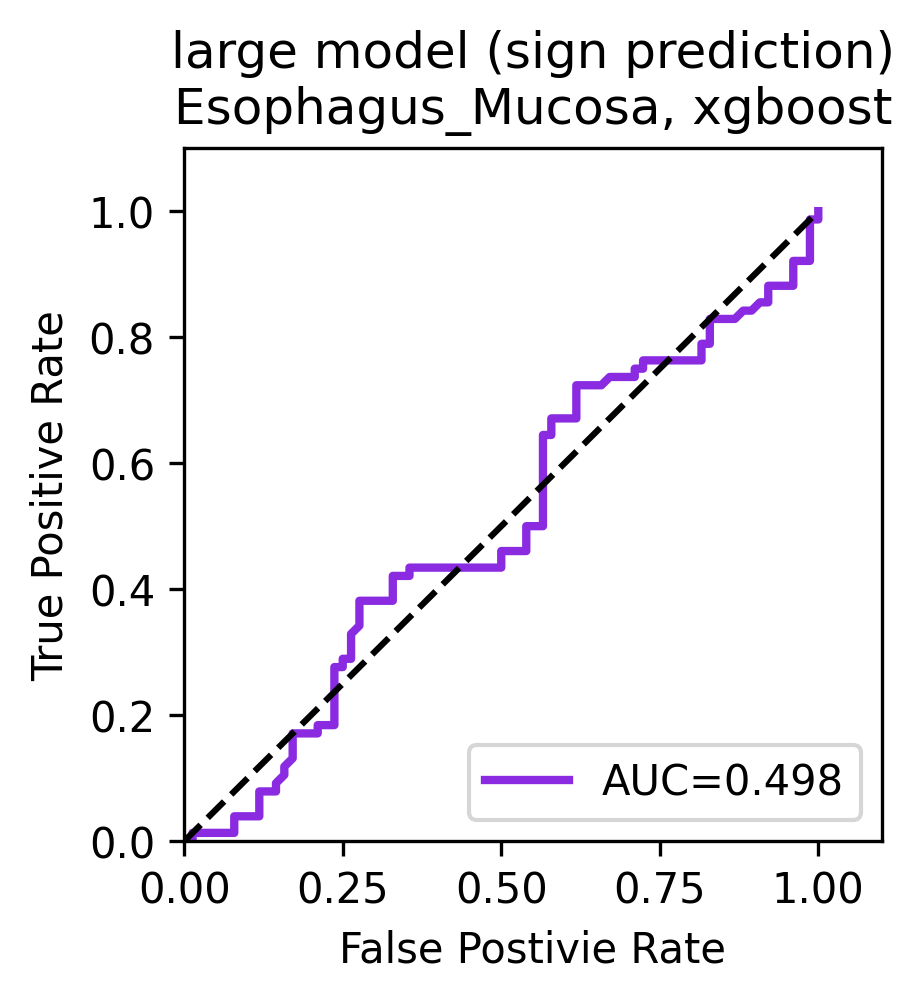 large model (sign prediction)
Esophagus_Mucosa, xgboost
1.0
0.8
0.6
0.4
0.2
0.0
True Positive Rate
AUC=0.498
0.00 0.25 0.50 0.75 1.00
False Postivie Rate